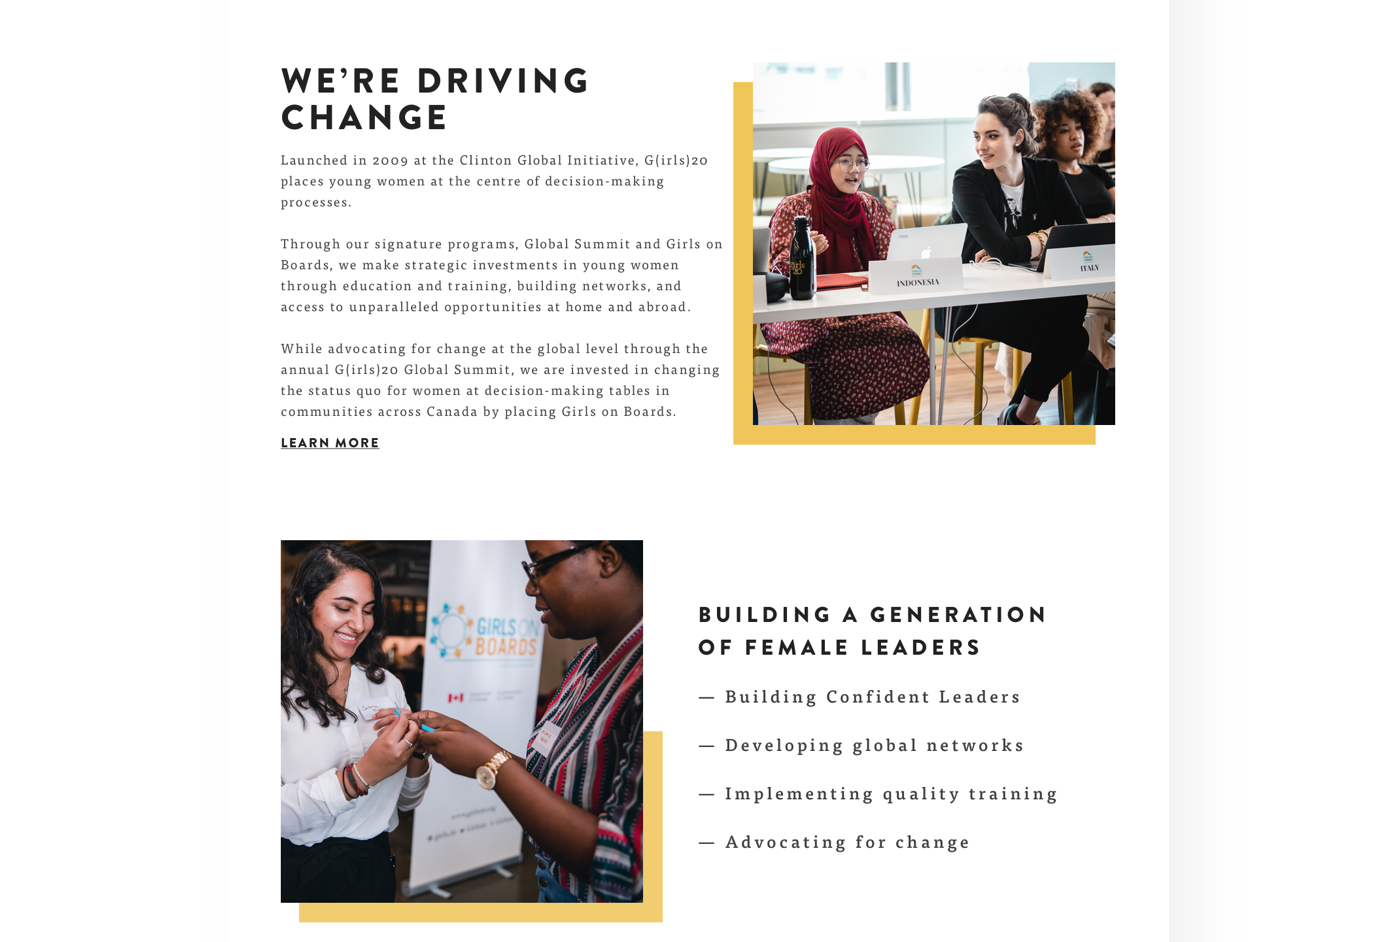 WE’RE DRIVING
CHANGE
Launched in 2009 at the Clinton Global Initiative, G(irls)20
places young women at the centre of decision-making
processes.
Through our signature programs, Global Summit and Girls on
Boards, we make strategic investments in young women
through education and training, building networks, and
access to unparalleled opportunities at home and abroad.
While advocating for change at the global level through the
annual G(irls)20 Global Summit, we are invested in changing
the status quo for women at decision-making tables in
communities across Canada by placing Girls on Boards.
LEARN MORE
girls
20
INDONESIA
ITALY
GIRLS ON
BOARDS
BUILDING A GENERATION
OF FEMALE LEADERS
— Building Confident Leaders
— Developing global networks
— Implementing quality training
— Advocating for change